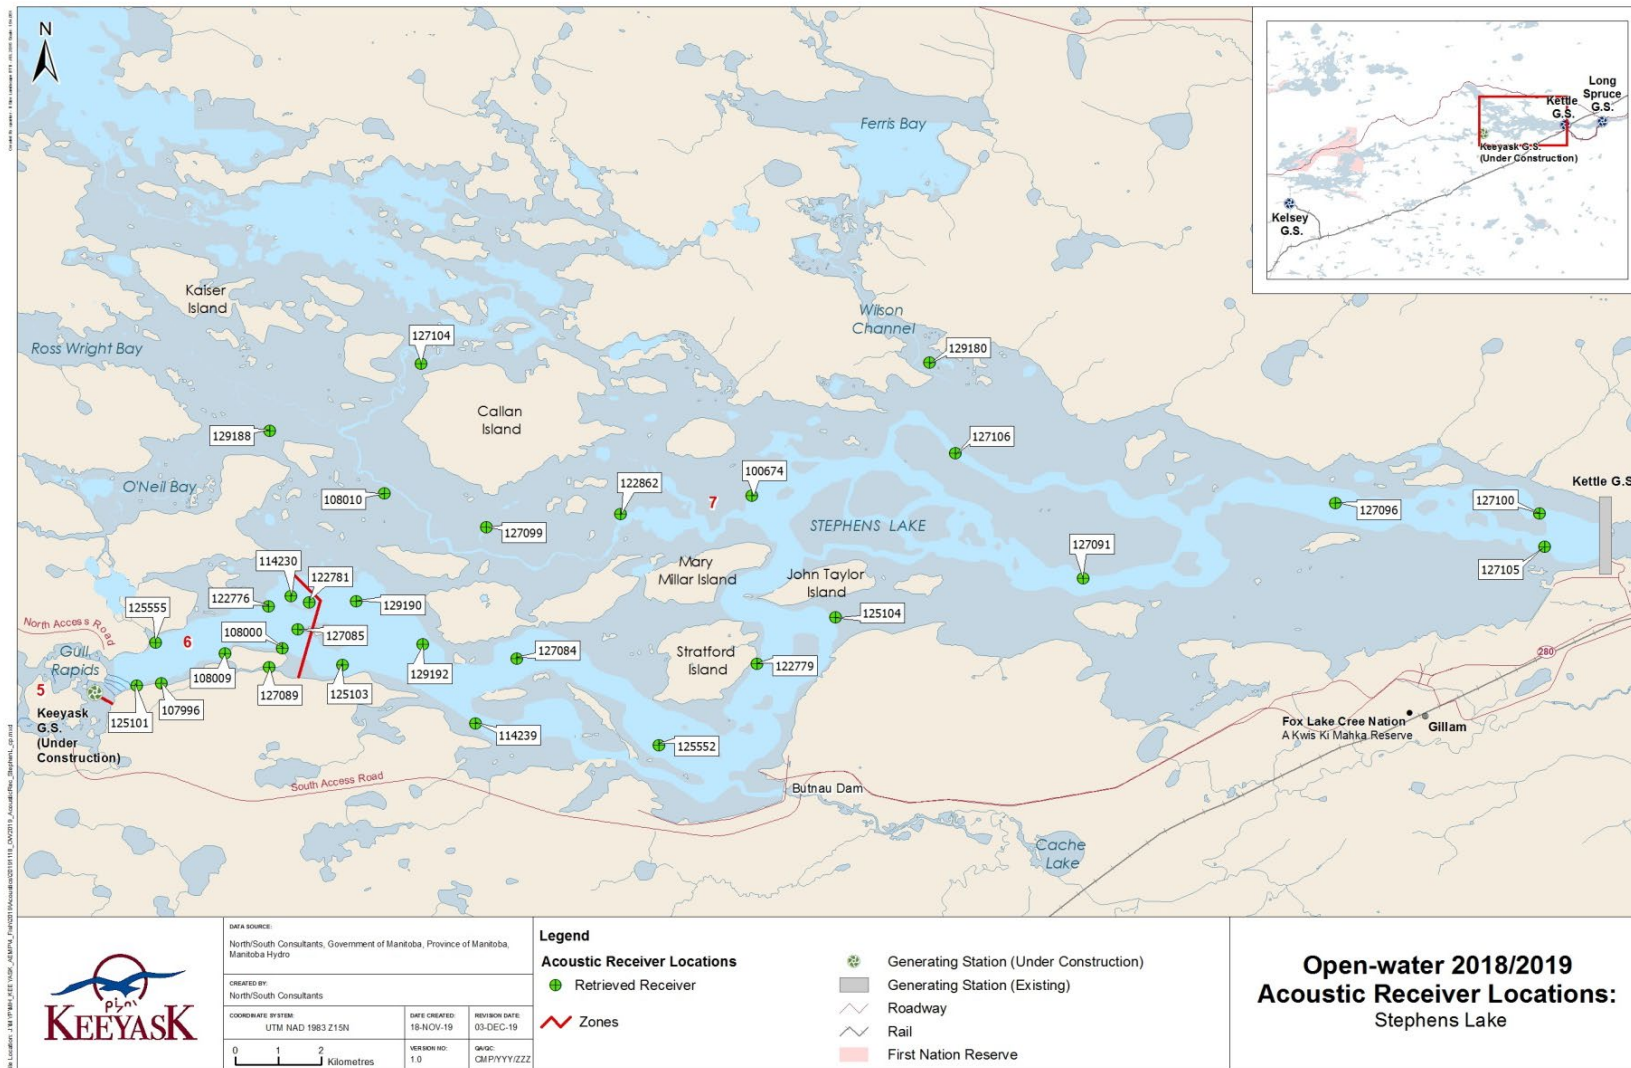 N
Ferris Bay
Long
Spruce
G.S.
Kettle
G.S.
Keeyask G.S.
(Under Construction)
Kelsey
G.S.
Kaiser
Island
Wilson
Channel
Ross Wright Bay
127104
129180
Callan
Island
129188
127106
100674
O'Neil Bay
122862
7
Kettle G.S
108010
127096
127100
127099
STEPHENS LAKE
127091
127105
Mary
Millar Island
John Taylor
Island
114230
122781
122776
129190
125555
125104
North Access Road
6
108000
127085
Gull
Rapids
127084
Stratford
Island
122779
108009
129192
127089
125103
280
5
125101
107996
Keeyask
G.S.
(Under
Construction)
114239
125552
Fox Lake Cree Nation
A Kwis Ki Mahka Reserve
Gillam
South Access Road
Butnau Dam
Cache
Lake
KEEYASK
DATA SOURCE:
North/South Consultants, Government of Manitoba, Province of Manitoba,
Manitoba Hydro
CREATED BY:
North/South Consultants
COORDINATE SYSTEM:
UTM NAD 1983 Z15N
DATE CREATED:
18-NOV-19
REVISION DATE:
03-DEC-19
0 1 2
Kilometres
VERSION NO:
1.0
QA/QC:
CMP/YYY/ZZZ
Legend
Acoustic Receiver Locations
Retrieved Receiver
Zones
Generating Station (Under Construction)
Generating Station (Existing)
Roadway
Rail
First Nation Reserve
Open-water 2018/2019
Acoustic Receiver Locations:
Stephens Lake